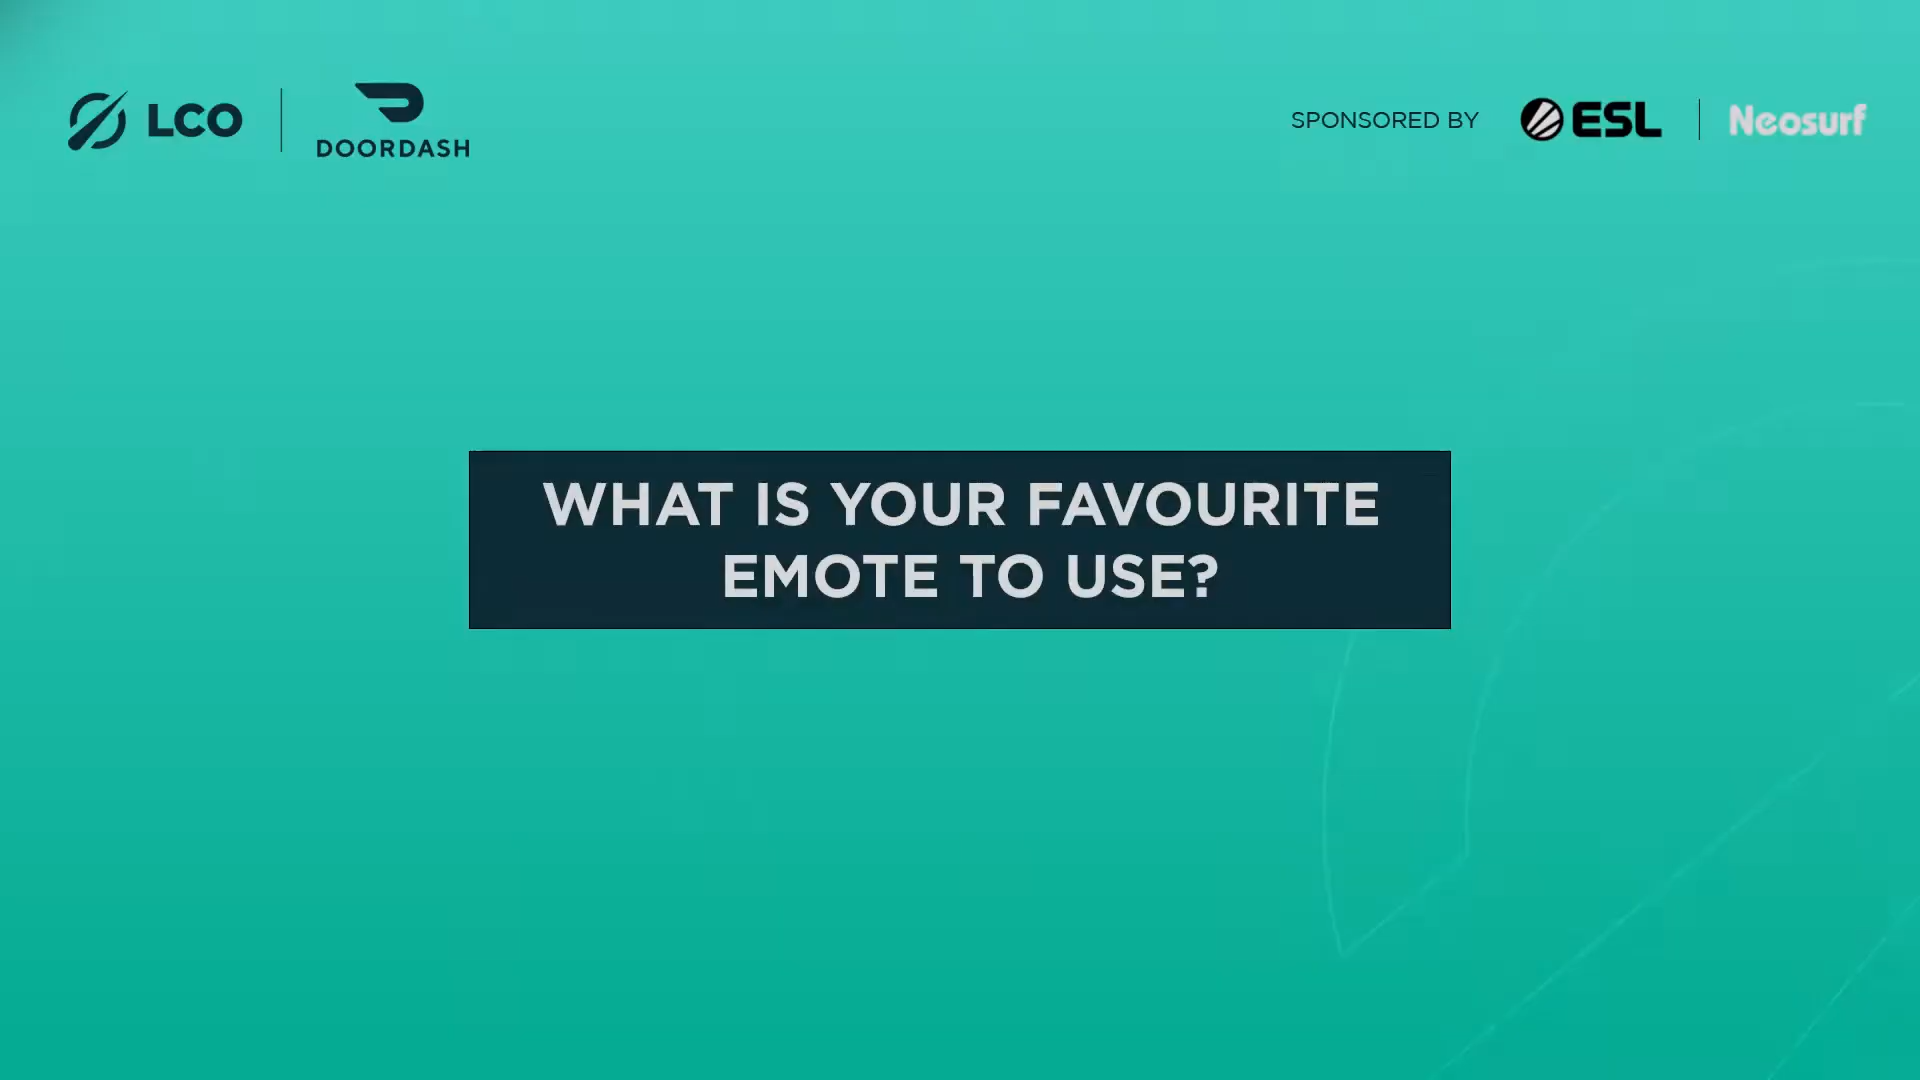 LCO
DOORDASH
SPONSORED BY
ESL
Neosurf
WHAT IS YOUR FAVOURITE
EMOTE TO USE?